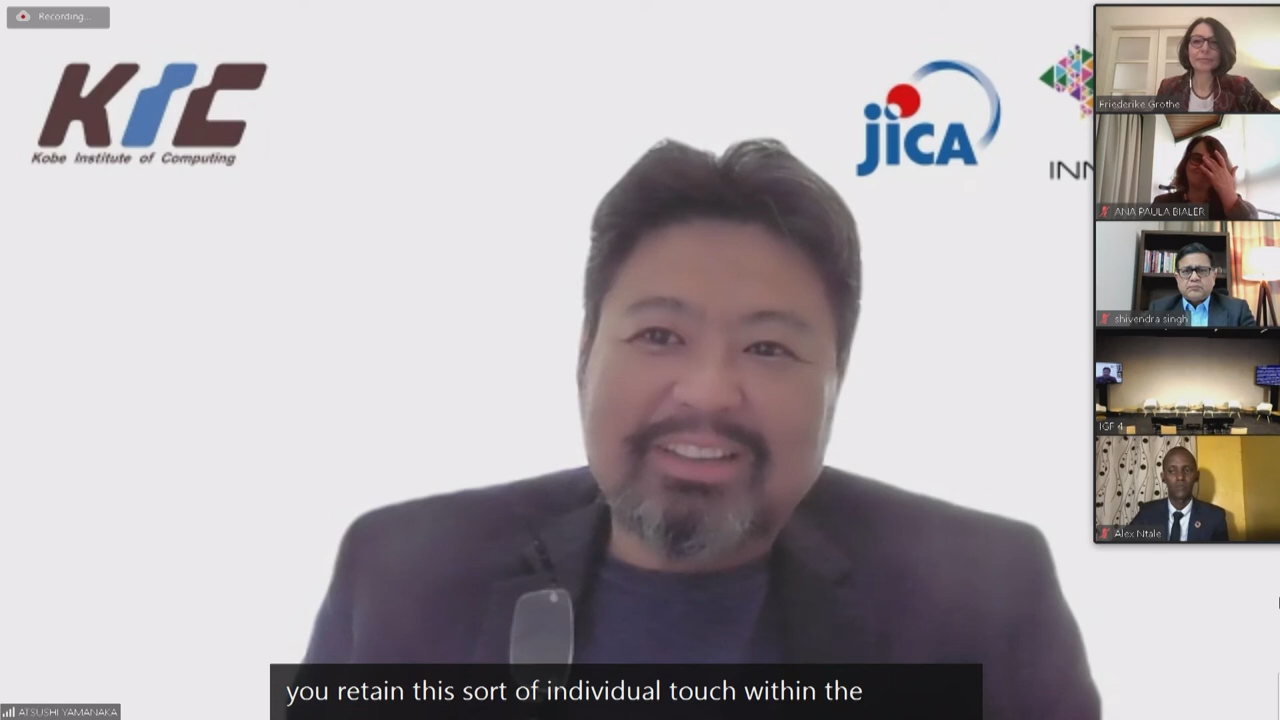 Recording...
KIC
Kobe Institute of Computing
jICA
INN
Friederike Grothe
ANA PAULA BIALER
shivendra singh
IGF 4
Alex Ntale
you retain this sort of individual touch within the
ATSUSHI YAMANAKA